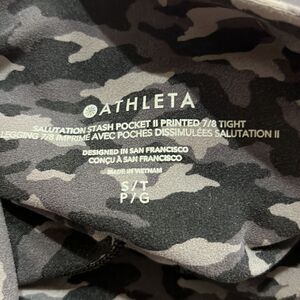 ATHLETA
SALUTATION STASH POCKET II PRINTED 7/8 TIGHT
LEGGING 7/8 IMPRIMÉ AVEC POCHES DISSIMULÉES SALUTATION II
DESIGNED IN SAN FRANCISCO
CONÇU À SAN FRANCISCO
MADE IN VIETNAM
S/T
P/G